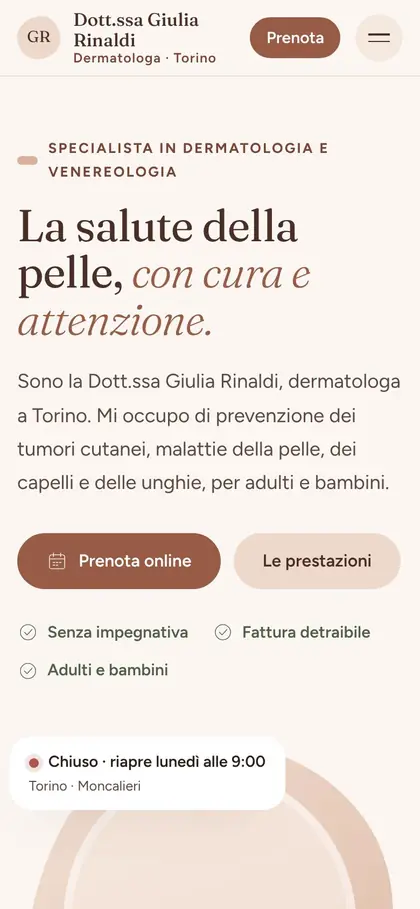 GR
Dott.ssa Giulia
Rinaldi
Dermatologa · Torino
Prenota
SPECIALISTA IN DERMATOLOGIA E
VENEREOLOGIA
La salute della
pelle, con cura e
attenzione.
Sono la Dott.ssa Giulia Rinaldi, dermatologa
a Torino. Mi occupo di prevenzione dei
tumori cutanei, malattie della pelle, dei
capelli e delle unghie, per adulti e bambini.
Prenota online
Le prestazioni
Senza impegnativa
Fattura detraibile
Adulti e bambini
Chiuso · riapre lunedì alle 9:00
Torino · Moncalieri